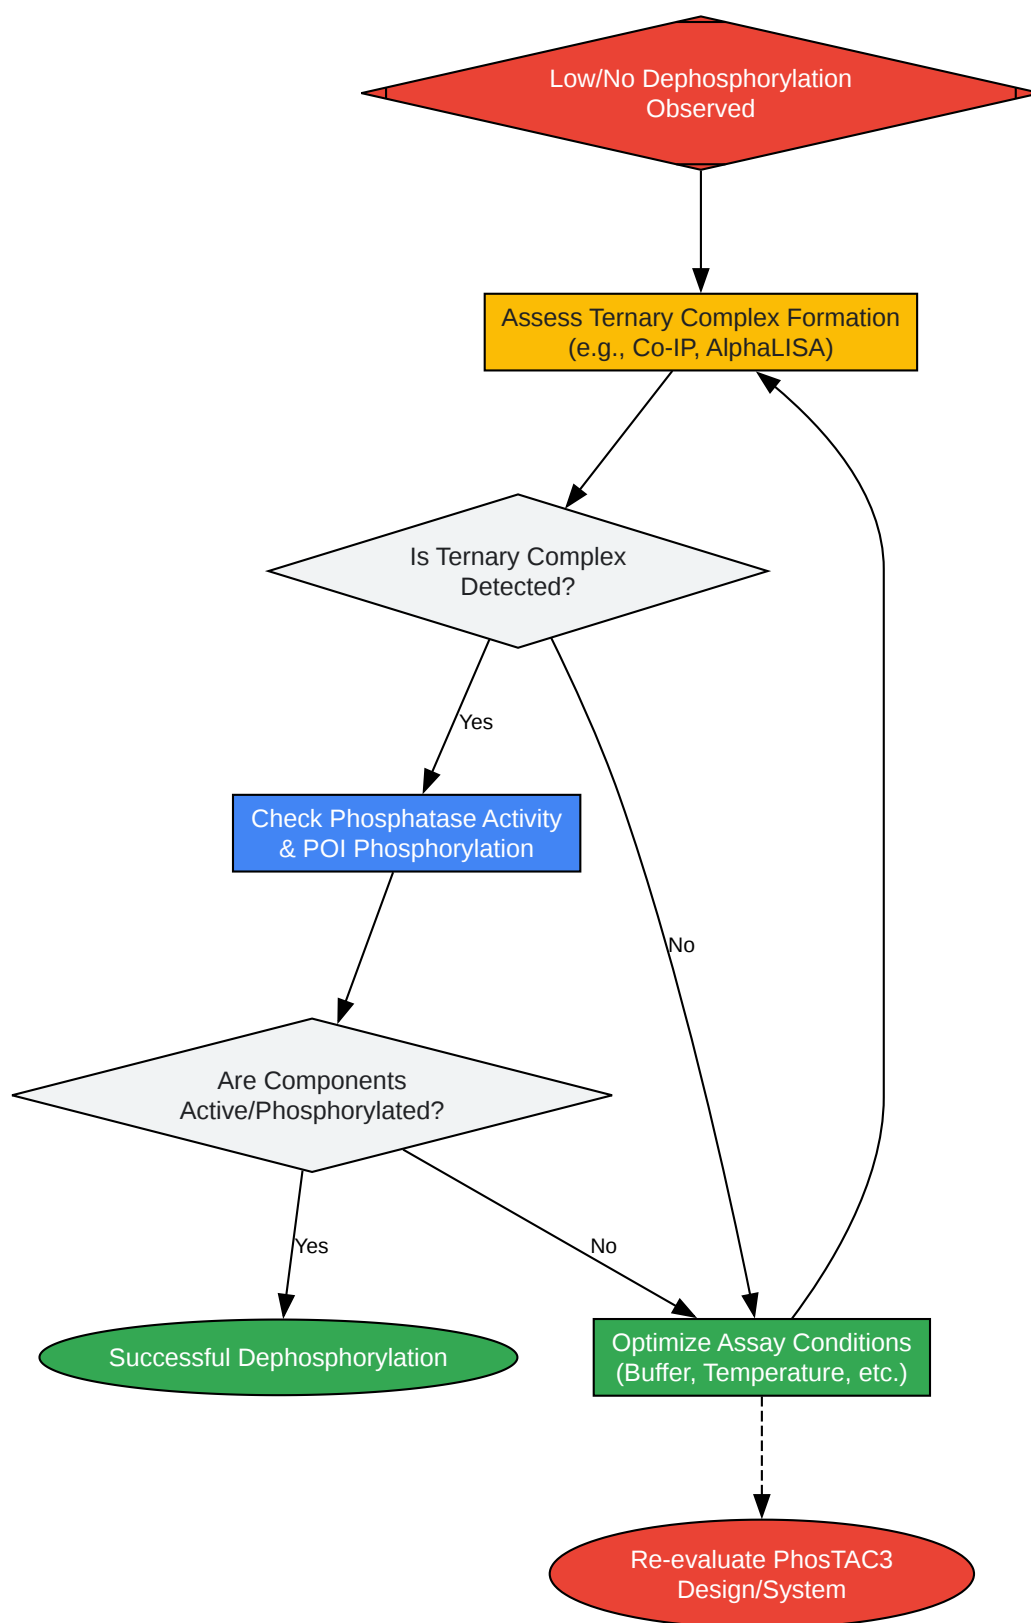 Low/No Dephosphorylation
Observed
Assess Ternary Complex Formation
(e.g., Co-IP, AlphaLISA)
Is Ternary Complex
Detected?
Yes
Check Phosphatase Activity
& POI Phosphorylation
No
Are Components
Active/Phosphorylated?
Yes
No
Successful Dephosphorylation
Optimize Assay Conditions
(Buffer, Temperature, etc.)
Re-evaluate PhosTAC3
Design/System